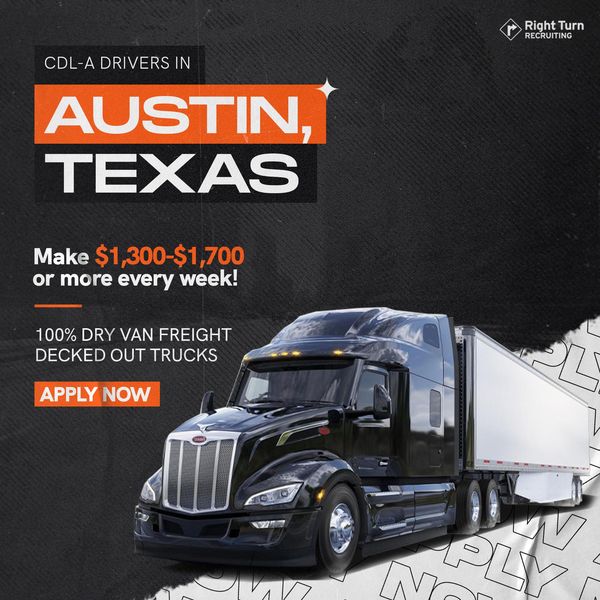 Right Turn
RECRUITING
CDL-A DRIVERS IN
AUSTIN,
TEXAS
Make $1,300-$1,700
or more every week!
100% DRY VAN FREIGHT
DECKED OUT TRUCKS
APPLY NOW